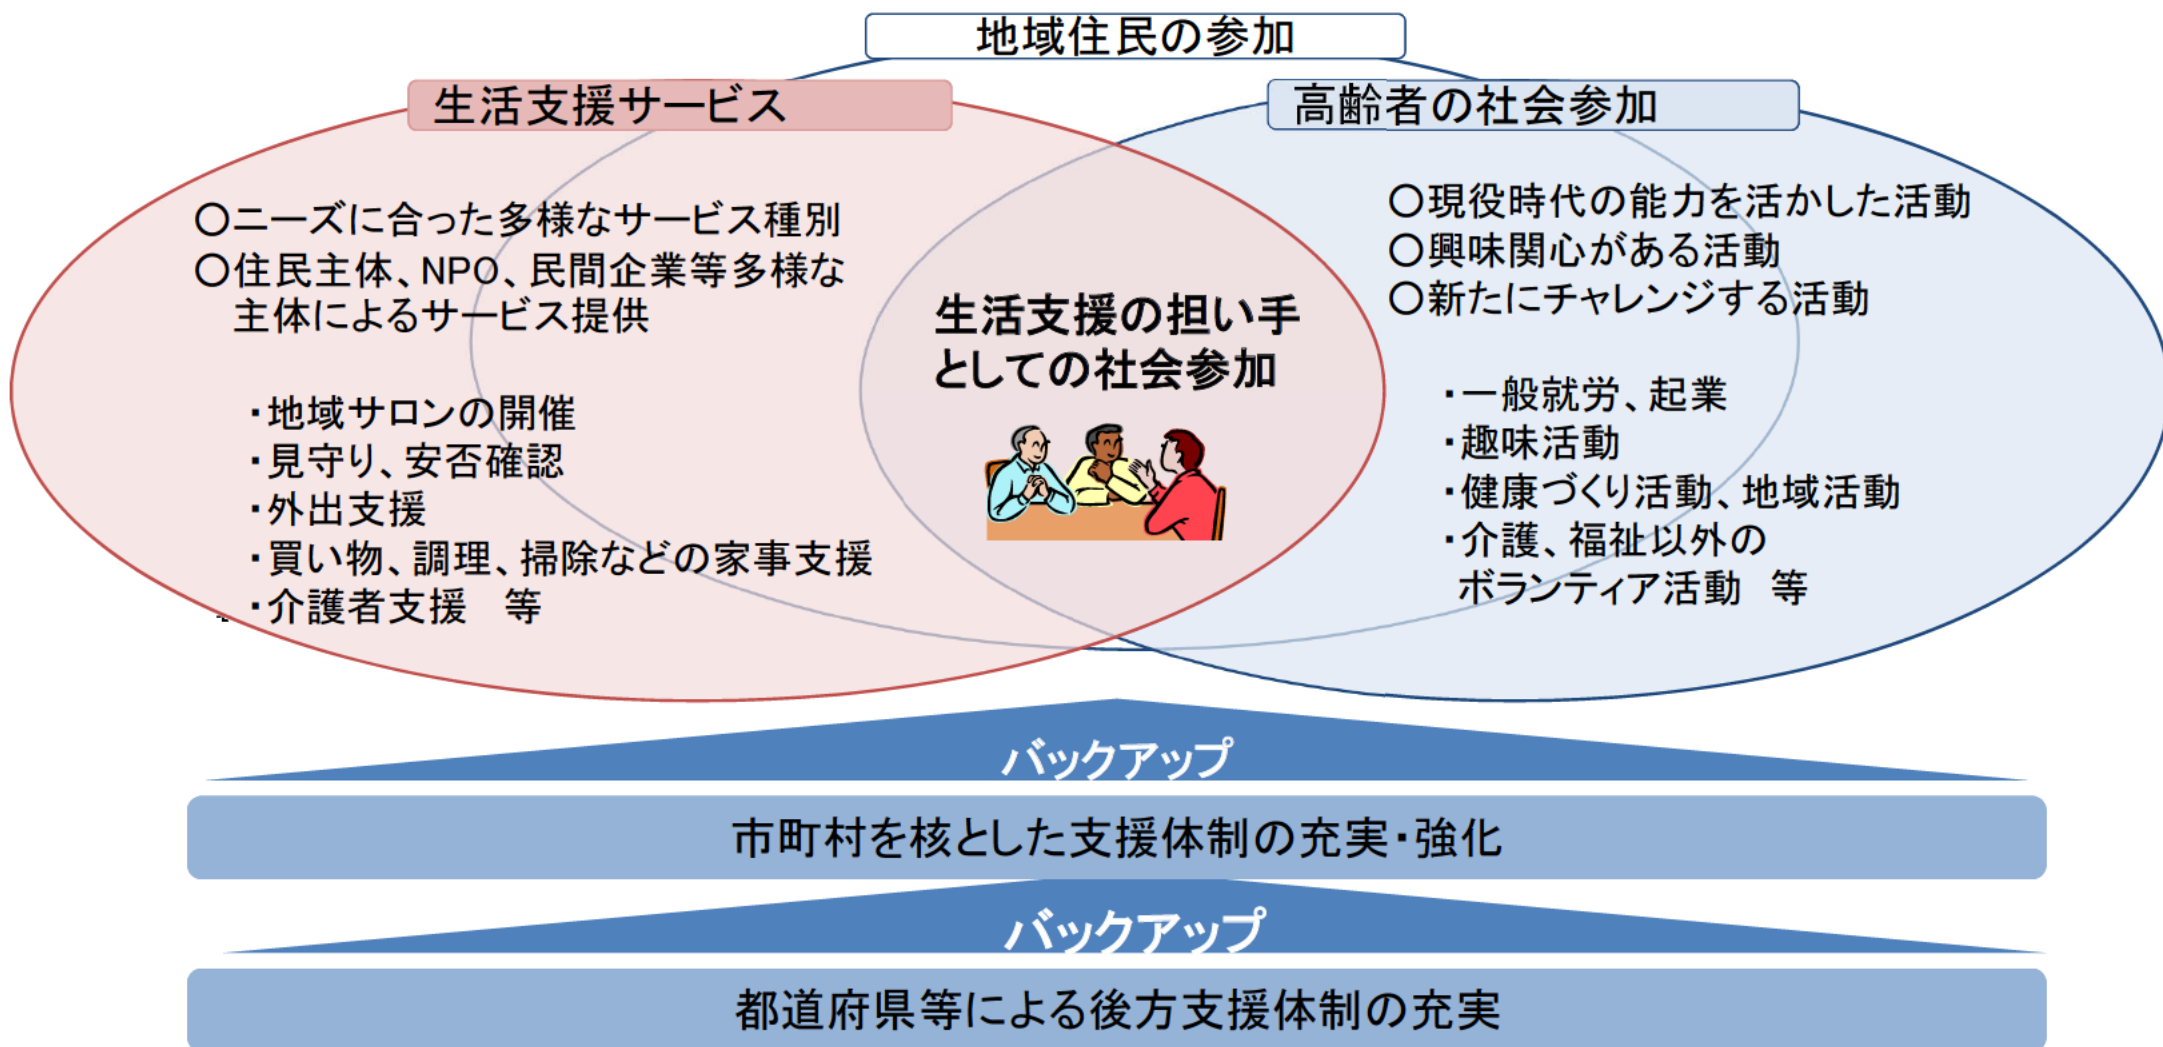 地域住民の参加
生活支援サービス
〇ニーズに合った多様なサービス種別
〇住民主体、NPO、民間企業等多様な
主体によるサービス提供
・地域サロンの開催
・見守り、安否確認
・外出支援
・買い物、調理、掃除などの家事支援
・介護者支援　等
生活支援の担い手
としての社会参加
高齢者の社会参加
〇現役時代の能力を活かした活動
〇興味関心がある活動
〇新たにチャレンジする活動
・一般就労、起業
・趣味活動
・健康づくり活動、地域活動
・介護、福祉以外の
ボランティア活動　等
バックアップ
市町村を核とした支援体制の充実・強化
バックアップ
都道府県等による後方支援体制の充実